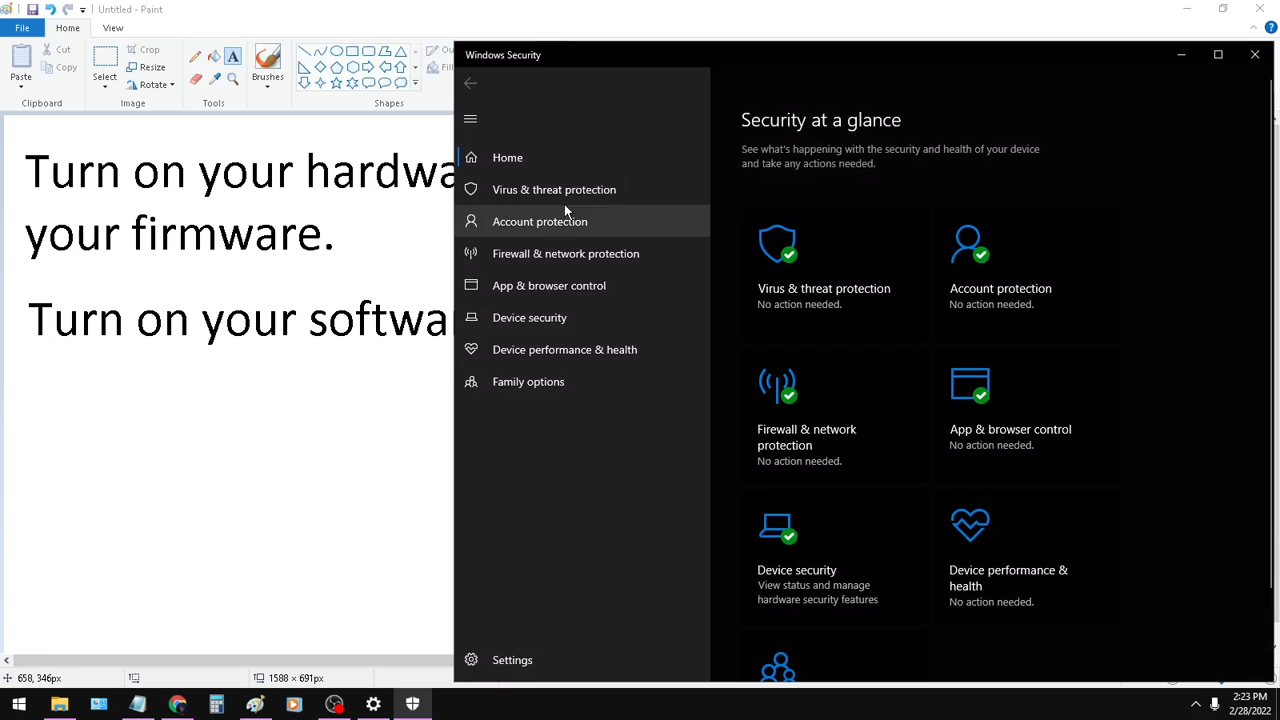 Untitled - Paint
File
Home
View
Paste
Cut
Copy
Clipboard
Select
Crop
Resize
Rotate
Image
Tools
Brushes
Shapes
Turn on your hardwa
your firmware.
Turn on your softwar
Windows Security
Home
Virus & threat protection
Account protection
Firewall & network protection
App & browser control
Device security
Device performance & health
Family options
Settings
Security at a glance
See what's happening with the security and health of your device
and take any actions needed.
Virus & threat protection
No action needed.
Account protection
No action needed.
Firewall & network
protection
No action needed.
App & browser control
No action needed.
Device security
View status and manage
hardware security features
Device performance &
health
No action needed.
658, 346px
1588 × 691px
2:23 PM
2/28/2022